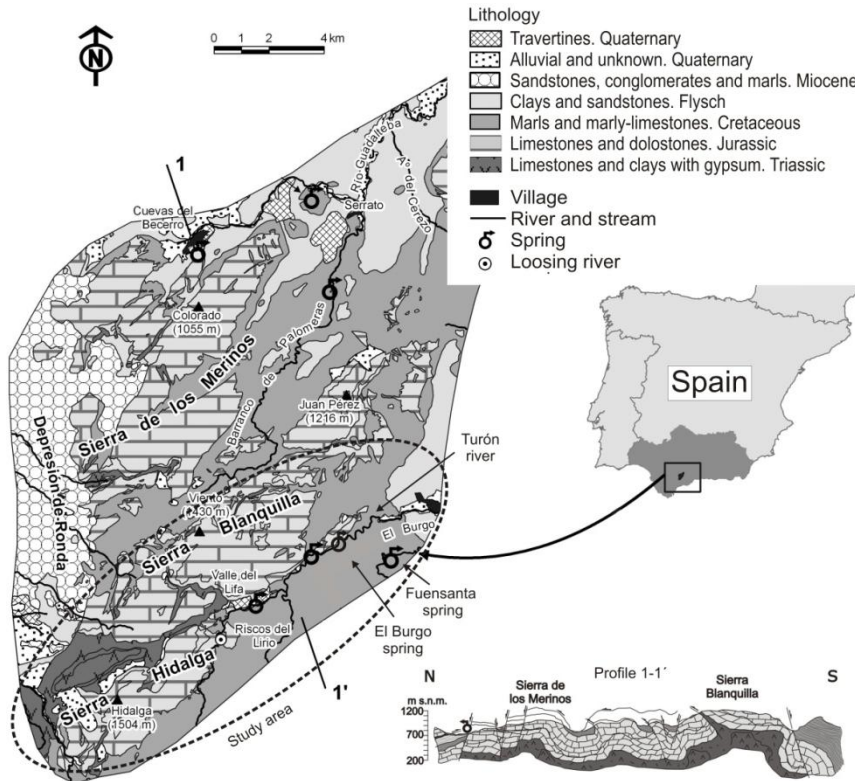 N
0 2 4 km
Lithology
Travertines. Quaternary
Alluvial and unknown. Quaternary
Sandstones, conglomerates and marls. Miocene
Clays and sandstones. Flysch
Marls and marly-limestones. Cretaceous
Limestones and dolostones. Jurassic
Limestones and clays with gypsum. Triassic
Village
River and stream
Spring
Loosing river
1
Cuevas del
Becerro
Río Guadalteba
Aº del Cerezo
Serrato
Colorado
(1055 m)
Sierra de los Merinos
Barranco de Palomeras
Juan Pérez
(1216 m)
Depresión de Ronda
Turón
river
Viento
(1430 m)
Sierra Blanquilla
El Burgo
Valle del
Lifa
Fuensanta
spring
Riscos del
Lirio
El Burgo
spring
Sierra Hidalga
Hidalga
(1504 m)
1'
Study area
Spain
N Profile 1-1´ S
Sierra de
los Merinos
Sierra
Blanquilla
m s.n.m.
1200
700
200